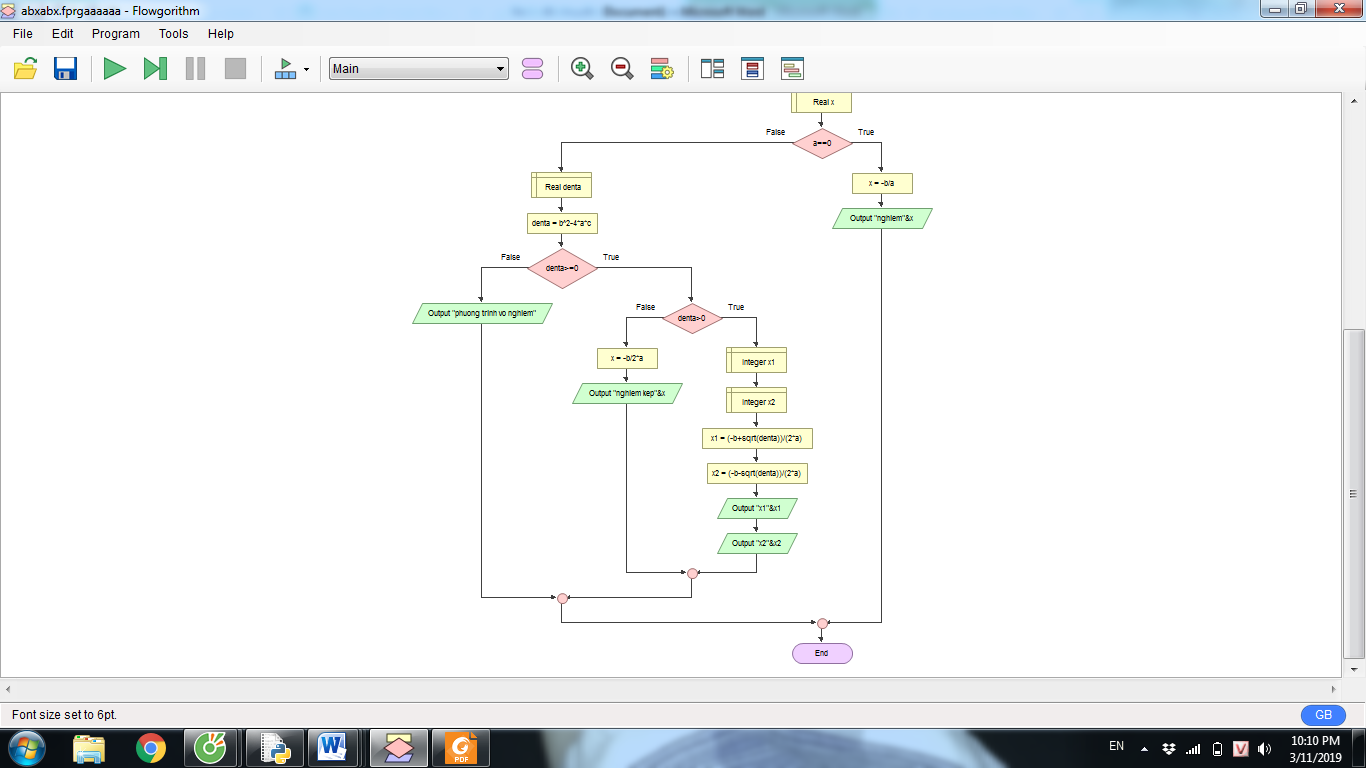 abxabx.fprgaaaaaa - Flowgorithm
File Edit Program Tools Help
Main
Real x
False True
a==0
Real denta
x = -b/a
denta = b^2-4*a*c
Output "nghiem"&x
False True
denta>=0
Output "phuong trinh vo nghiem"
False True
denta>0
x = -b/2*a
Integer x1
Output "nghiem kep"&x
Integer x2
x1 = (-b+sqrt(denta))/(2*a)
x2 = (-b-sqrt(denta))/(2*a)
Output "x1"&x1
Output "x2"&x2
End
Font size set to 6pt.
GB
PDF
EN
10:10 PM
3/11/2019